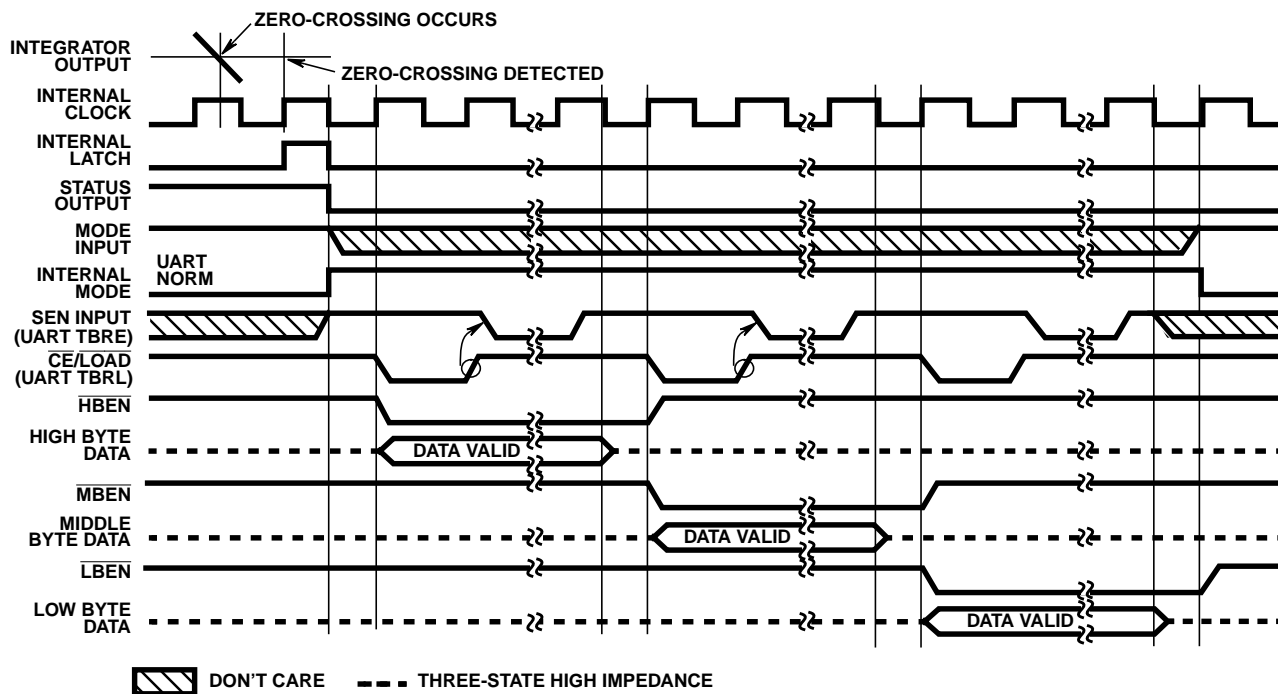 ZERO-CROSSING OCCURS
INTEGRATOR
OUTPUT
ZERO-CROSSING DETECTED
INTERNAL
CLOCK
INTERNAL
LATCH
STATUS
OUTPUT
MODE
INPUT
UART
NORM
INTERNAL
MODE
SEN INPUT
(UART TBRE)
CE/LOAD
(UART TBRL)
HBEN
HIGH BYTE
DATA
DATA VALID
MBEN
MIDDLE
BYTE DATA
DATA VALID
LBEN
LOW BYTE
DATA
DATA VALID
DON'T CARE
THREE-STATE HIGH IMPEDANCE